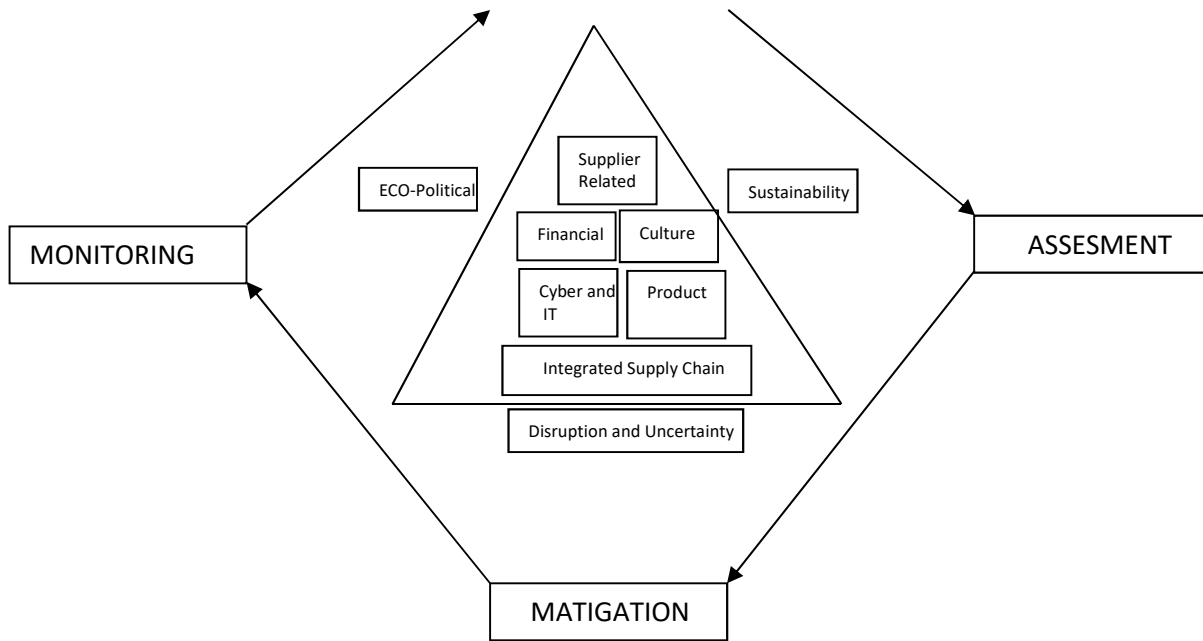 Supplier
Related
ECO-Political
Sustainability
Financial
Culture
MONITORING
ASSESMENT
Cyber and
IT
Product
Integrated Supply Chain
Disruption and Uncertainty
MATIGATION